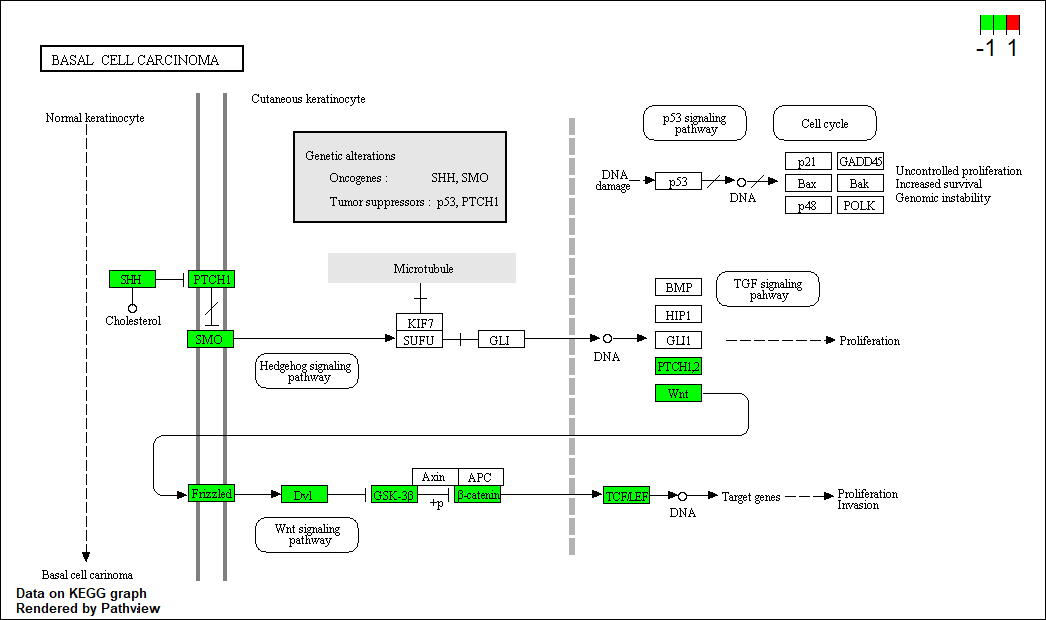 -1 1
BASAL CELL CARCINOMA
Normal keratinocyte
Cutaneous keratinocyte
Genetic alterations
Oncogenes : SHH, SMO
Tumor suppressors : p53, PTCH1
p53 signaling
pathway
Cell cycle
DNA
damage
p53
DNA
p21 GADD45
Bax Bak
p48 POLK
Uncontrolled proliferation
Increased survival
Genomic instability
SHH
PTCH1
Cholesterol
SMO
Microtubule
KIF7
SUFU
GLI
Hedgehog signaling
pathway
DNA
BMP
HIP1
GLI1
PTCH1,2
Wnt
TGF signaling
pahway
Proliferation
Frizzled
Dvl
GSK-3β
Axin APC
+p
β-catenin
TCF/LEF
DNA
Target genes
Proliferation
Invasion
Wnt signaling
pathway
Basal cell carinoma
Data on KEGG graph
Rendered by Pathview